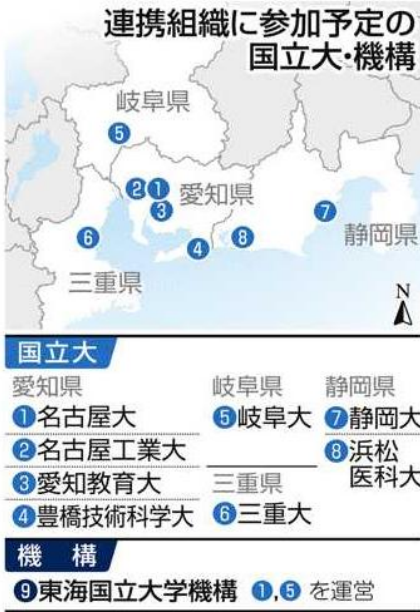 連携組織に参加予定の
国立大・機構
岐阜県
⑤
②① 愛知県
③
⑦
⑥
④ ⑧
静岡県
三重県
N
国立大
愛知県
①名古屋大
②名古屋工業大
③愛知教育大
④豊橋技術科学大
岐阜県
⑤岐阜大
三重県
⑥三重大
静岡県
⑦静岡大
⑧浜松
医科大
機 構
⑨東海国立大学機構 ①,⑤ を運営